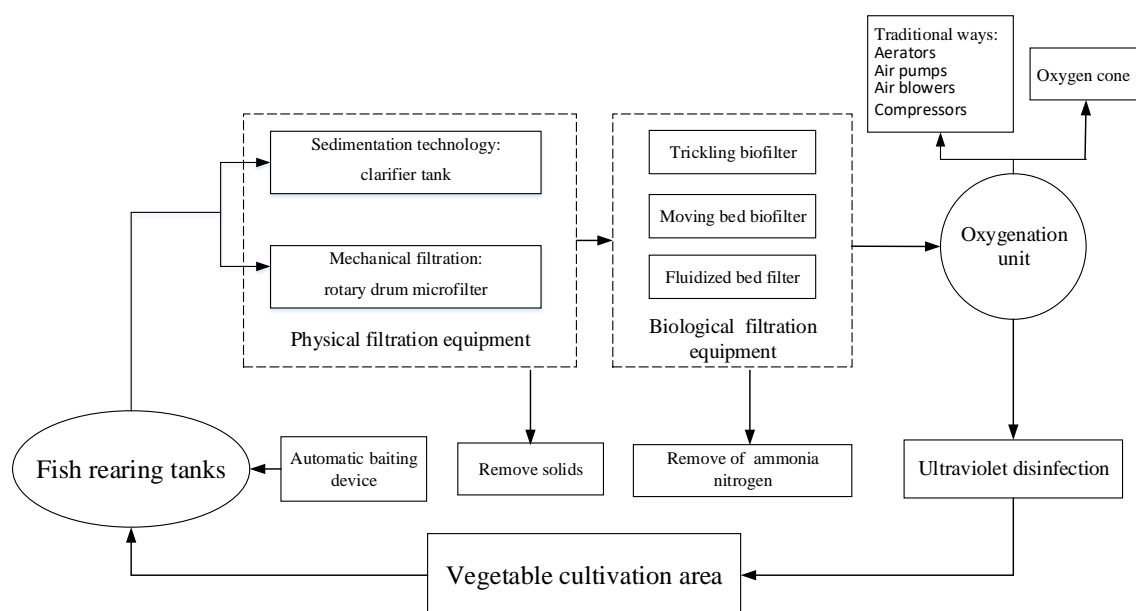 Traditional ways:
Aerators
Air pumps
Air blowers
Compressors
Oxygen cone
Sedimentation technology:
clarifier tank
Mechanical filtration:
rotary drum microfilter
Physical filtration equipment
Trickling biofilter
Moving bed biofilter
Fluidized bed filter
Biological filtration
equipment
Oxygenation
unit
Fish rearing tanks
Automatic baiting
device
Remove solids
Remove of ammonia
nitrogen
Ultraviolet disinfection
Vegetable cultivation area